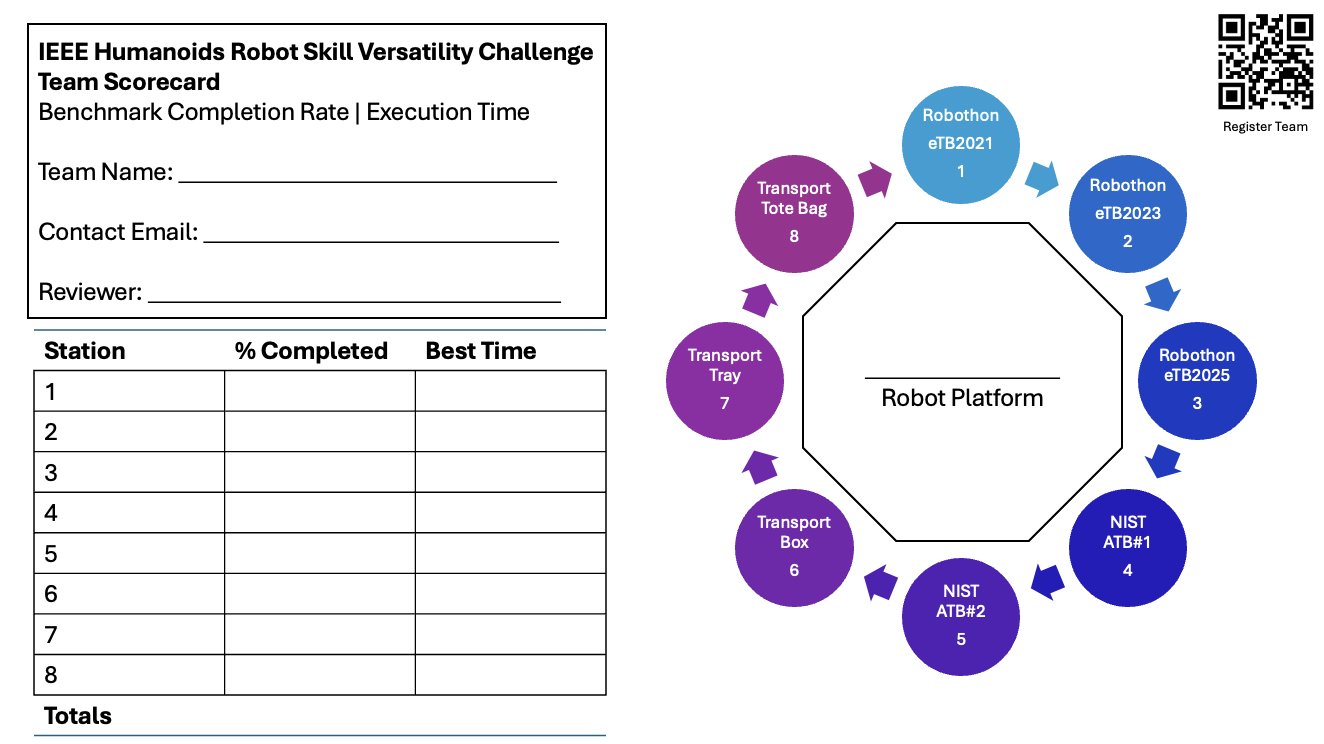 IEEE Humanoids Robot Skill Versatility Challenge
Team Scorecard
Benchmark Completion Rate | Execution Time
Team Name:
Contact Email:
Reviewer:
Station % Completed Best Time
1
2
3
4
5
6
7
8
Totals
Register Team
Robothon
eTB2021
1
Robothon
eTB2023
2
Robothon
eTB2025
3
NIST
ATB#1
4
NIST
ATB#2
5
Transport
Box
6
Transport
Tray
7
Transport
Tote Bag
8
Robot Platform